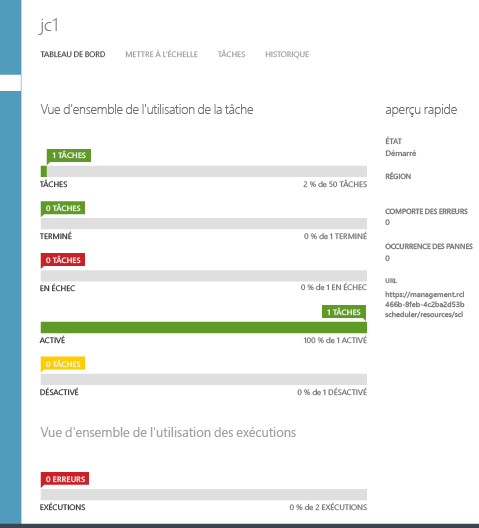 jc1
TABLEAU DE BORD METTRE À L'ÉCHELLE TÂCHES HISTORIQUE
Vue d'ensemble de l'utilisation de la tâche
1 TÂCHES
TÂCHES 2 % de 50 TÂCHES
0 TÂCHES
TERMINÉ 0 % de 1 TERMINÉ
0 TÂCHES
EN ÉCHEC 0 % de 1 EN ÉCHEC
1 TÂCHES
ACTIVÉ 100 % de 1 ACTIVÉ
0 TÂCHES
DÉSACTIVÉ 0 % de 1 DÉSACTIVÉ
Vue d'ensemble de l'utilisation des exécutions
0 ERREURS
EXÉCUTIONS 0 % de 2 EXÉCUTIONS
aperçu rapide
ÉTAT
Démarré
RÉGION
COMPORTE DES ERREURS
0
OCCURRENCE DES PANNES
0
URL
https://management.rcl
466b-8feb-4c2ba2d53b
scheduler/resources/scl